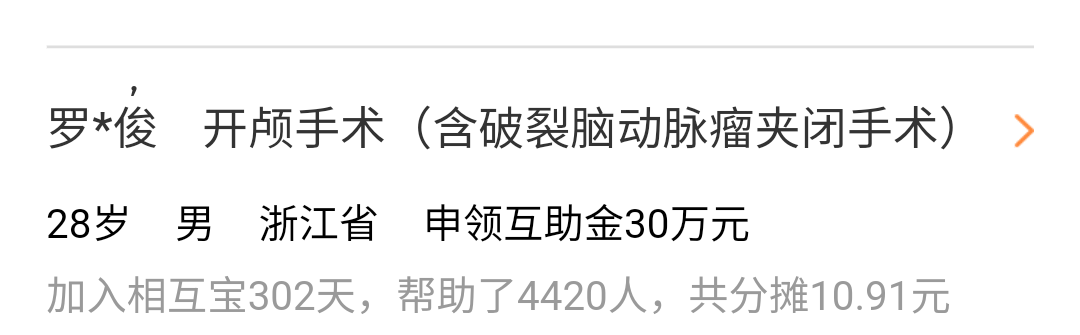 罗*俊 开颅手术（含破裂脑动脉瘤夹闭手术）
28岁 男 浙江省 申领互助金30万元
加入相互宝302天，帮助了4420人，共分摊10.91元